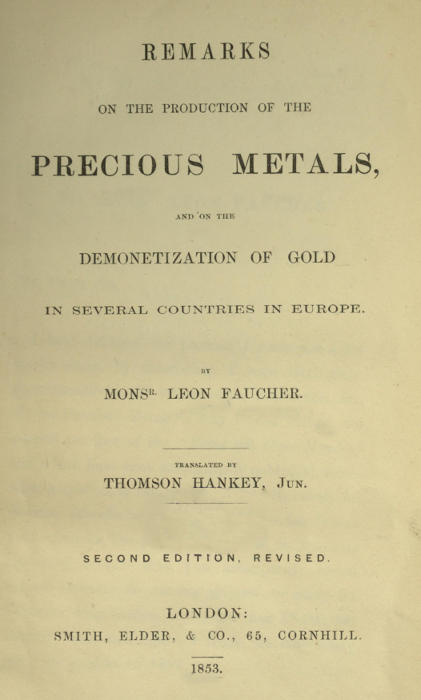 REMARKS
ON THE PRODUCTION OF THE
PRECIOUS METALS,
AND ON THE
DEMONETIZATION OF GOLD
IN SEVERAL COUNTRIES IN EUROPE.
BY
MONSR. LEON FAUCHER.
TRANSLATED BY
THOMSON HANKEY, JUN.
SECOND EDITION, REVISED.
LONDON:
SMITH, ELDER, & CO., 65, CORNHILL.
1853.